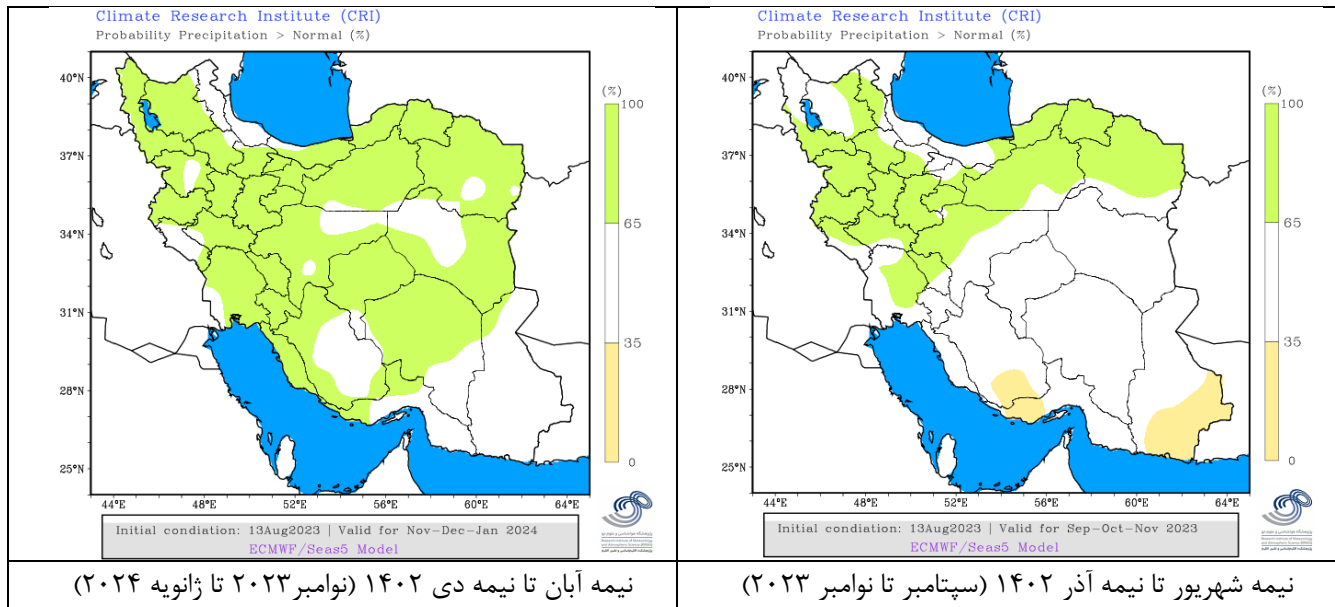 Climate Research Institute (CRI)
Probability Precipitation > Normal (%)
40°N
37°N
34°N
31°N
28°N
25°N
44°E 48°E 52°E 56°E 60°E 64°E
(%)
100
65
35
0
Initial condiation: 13Aug2023 | Valid for Nov-Dec-Jan 2024
ECMWF/Seas5 Model
نیمه آبان تا نیمه دی ۱۴۰۲ (نوامبر۲۰۲۳ تا ژانویه ۲۰۲۴)
Climate Research Institute (CRI)
Probability Precipitation > Normal (%)
40°N
37°N
34°N
31°N
28°N
25°N
44°E 48°E 52°E 56°E 60°E 64°E
(%)
100
65
35
0
Initial condiation: 13Aug2023 | Valid for Sep-Oct-Nov 2023
ECMWF/Seas5 Model
نیمه شهریور تا نیمه آذر ۱۴۰۲ (سپتامبر تا نوامبر ۲۰۲۳)